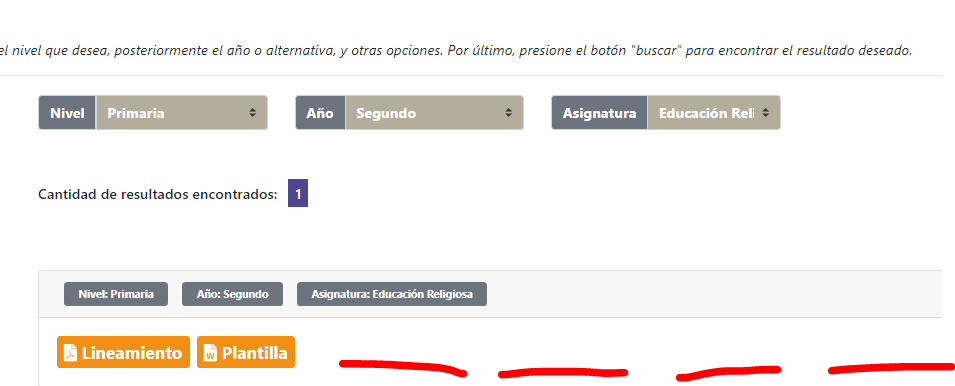 el nivel que desea, posteriormente el año o alternativa, y otras opciones. Por último, presione el botón "buscar" para encontrar el resultado deseado.
Nivel Primaria Año Segundo Asignatura Educación Reli
Cantidad de resultados encontrados: 1
Nivel: Primaria Año: Segundo Asignatura: Educación Religiosa
Lineamiento Plantilla